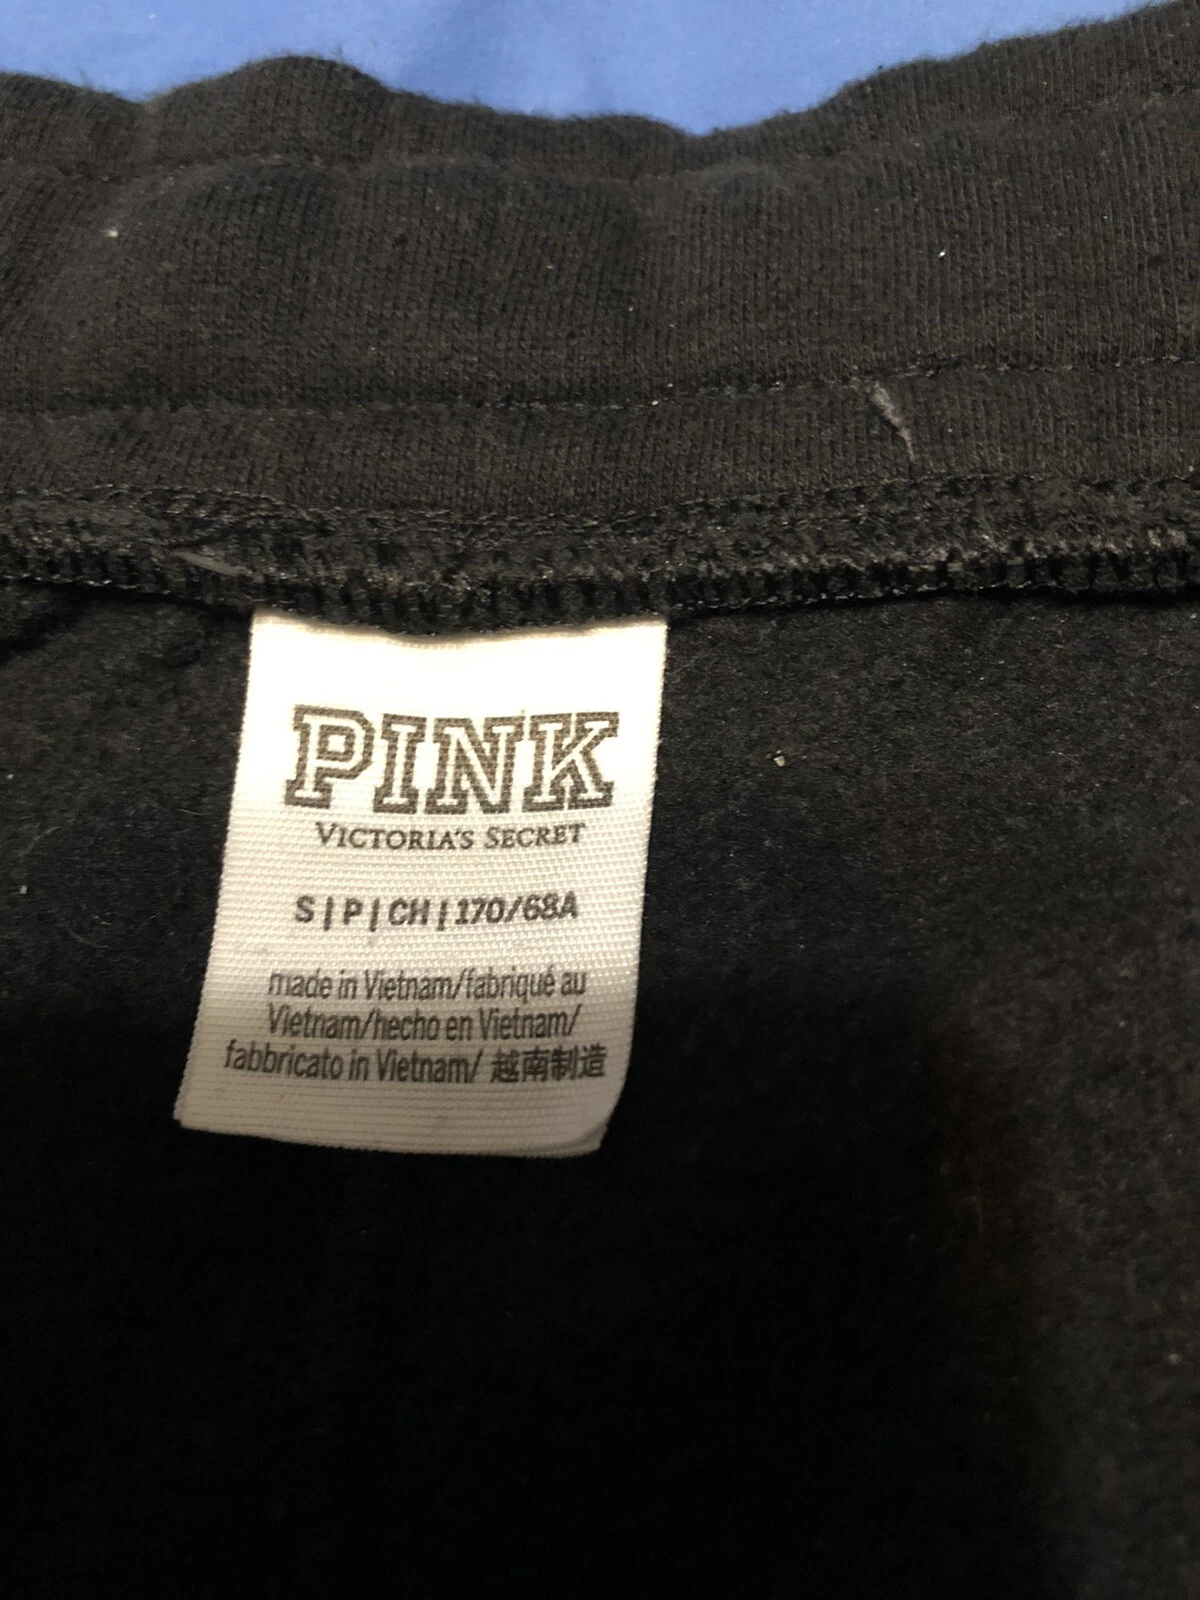 PINK
VICTORIA'S SECRET
S|P|CH|170/68A
made in Vietnam/fabriqué au
Vietnam/hecho en Vietnam/
fabbricato in Vietnam/ 越南制造